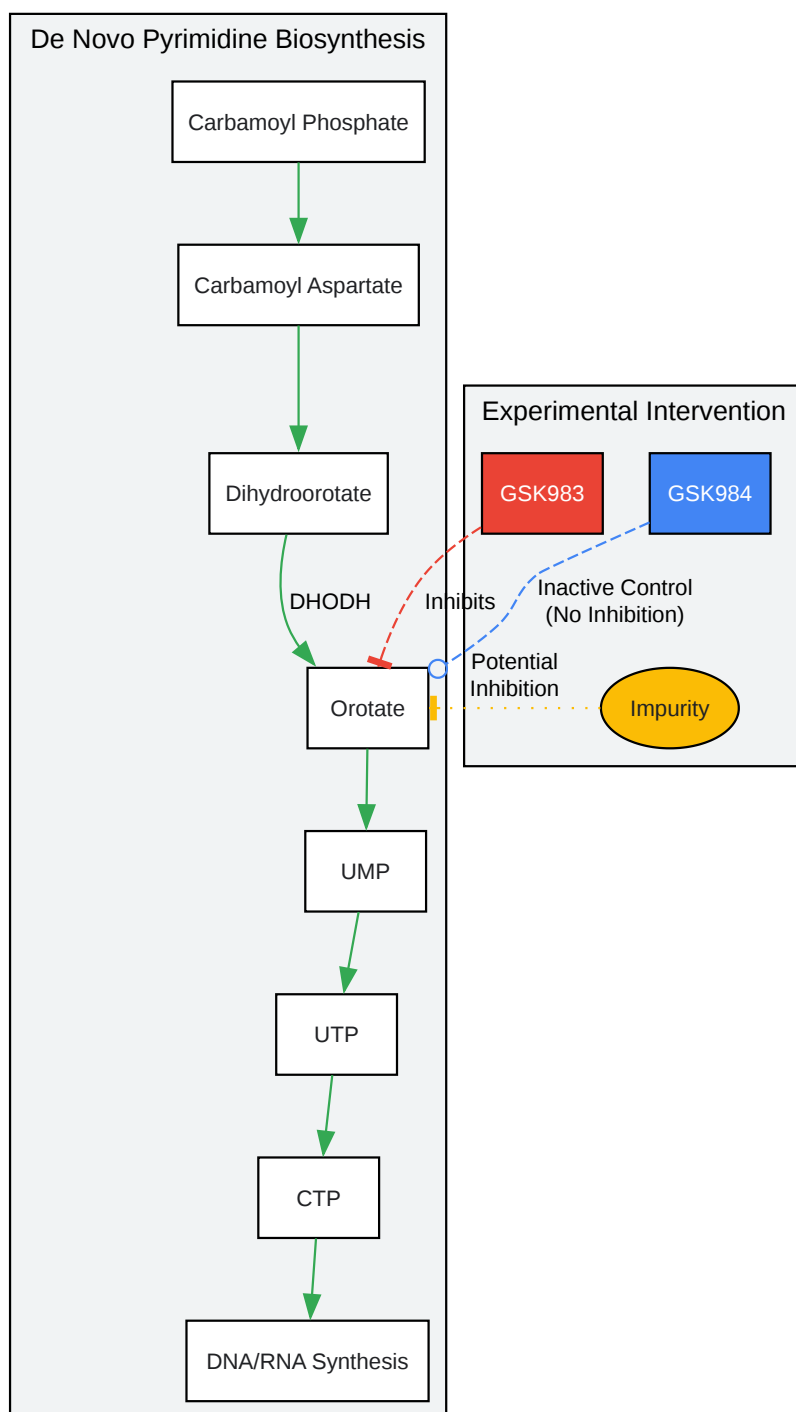 De Novo Pyrimidine Biosynthesis
Carbamoyl Phosphate
Carbamoyl Aspartate
Experimental Intervention
Dihydroorotate
GSK983
GSK984
DHODH
Inhibits
Inactive Control
(No Inhibition)
Potential
Inhibition
Orotate
Impurity
UMP
UTP
CTP
DNA/RNA Synthesis